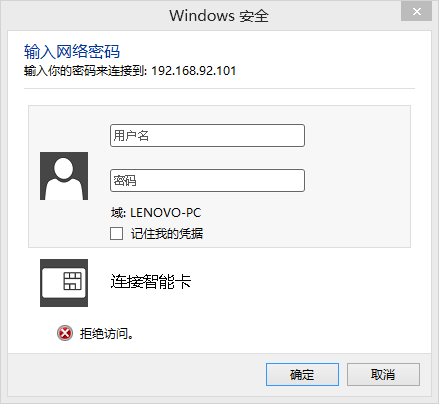 Windows 安全
输入网络密码
输入你的密码来连接到: 192.168.92.101
用户名
密码
域: LENOVO-PC
记住我的凭据
连接智能卡
拒绝访问。
确定
取消